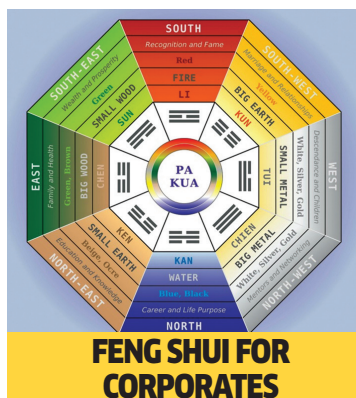 SOUTH
Recognition and Fame
Red
FIRE
LI
SOUTH-WEST
Marriage and Relationships
Yellow
BIG EARTH
KUN
WEST
Descendance and Children
White, Silver, Gold
SMALL METAL
TUI
NORTH-WEST
Mentors and Networking
White, Silver, Gold
BIG METAL
CHIEN
KAN
WATER
Blue, Black
Career and Life Purpose
NORTH
NORTH-EAST
Education and Knowledge
Beige, Ocre
SMALL EARTH
KEN
EAST
Family and Health
Green, Brown
BIG WOOD
CHEN
SOUTH-EAST
Wealth and Prosperity
Green
SMALL WOOD
SUN
PA
KUA
FENG SHUI FOR
CORPORATES